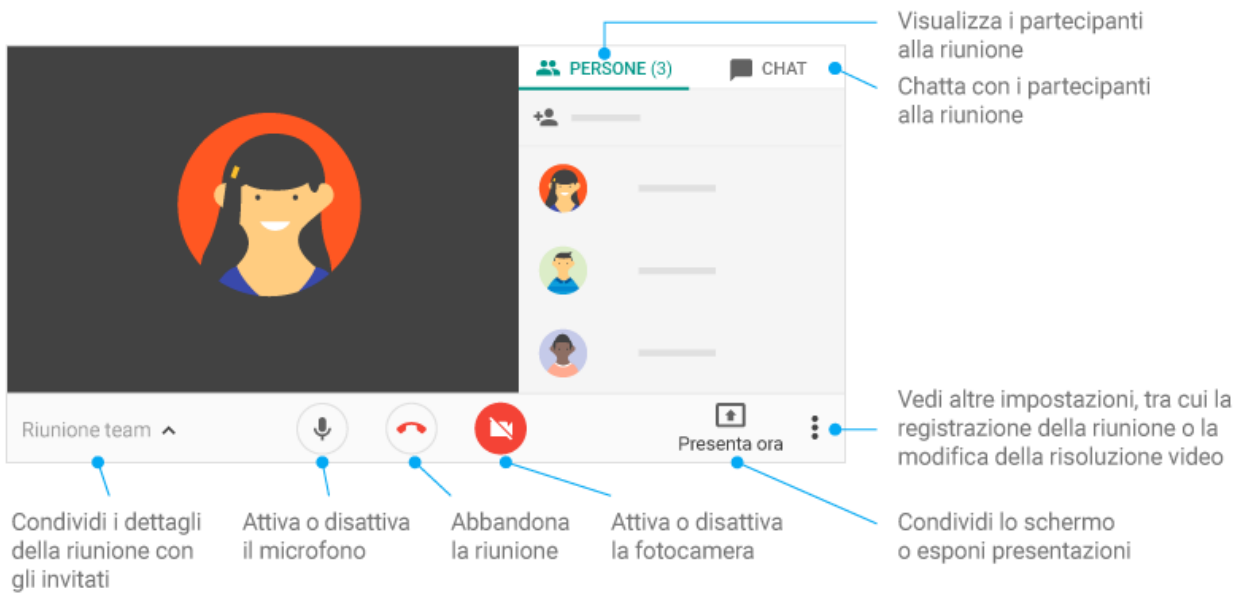 Visualizza i partecipanti
alla riunione
PERSONE (3)
CHAT
Chatta con i partecipanti
alla riunione
Riunione team
Presenta ora
Vedi altre impostazioni, tra cui la
registrazione della riunione o la
modifica della risoluzione video
Condividi i dettagli
della riunione con
gli invitati
Attiva o disattiva
il microfono
Abbandona
la riunione
Attiva o disattiva
la fotocamera
Condividi lo schermo
o esponi presentazioni